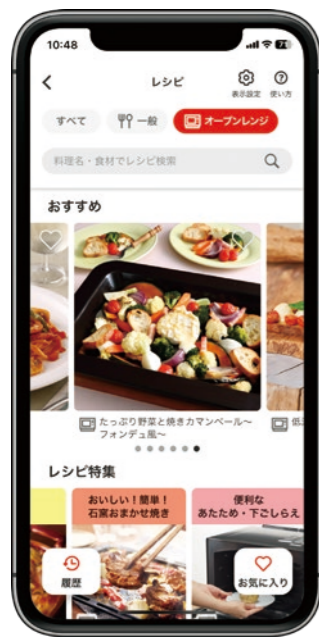 10:48
71
レシピ
表示設定
使い方
すべて
一般
オーブンレンジ
料理名・食材でレシピ検索
おすすめ
たっぷり野菜と焼きカマンベール～
フォンデュ風～
低
レシピ特集
おいしい！簡単！
石窯おまかせ焼き
便利な
あたため・下ごしらえ
履歴
お気に入り